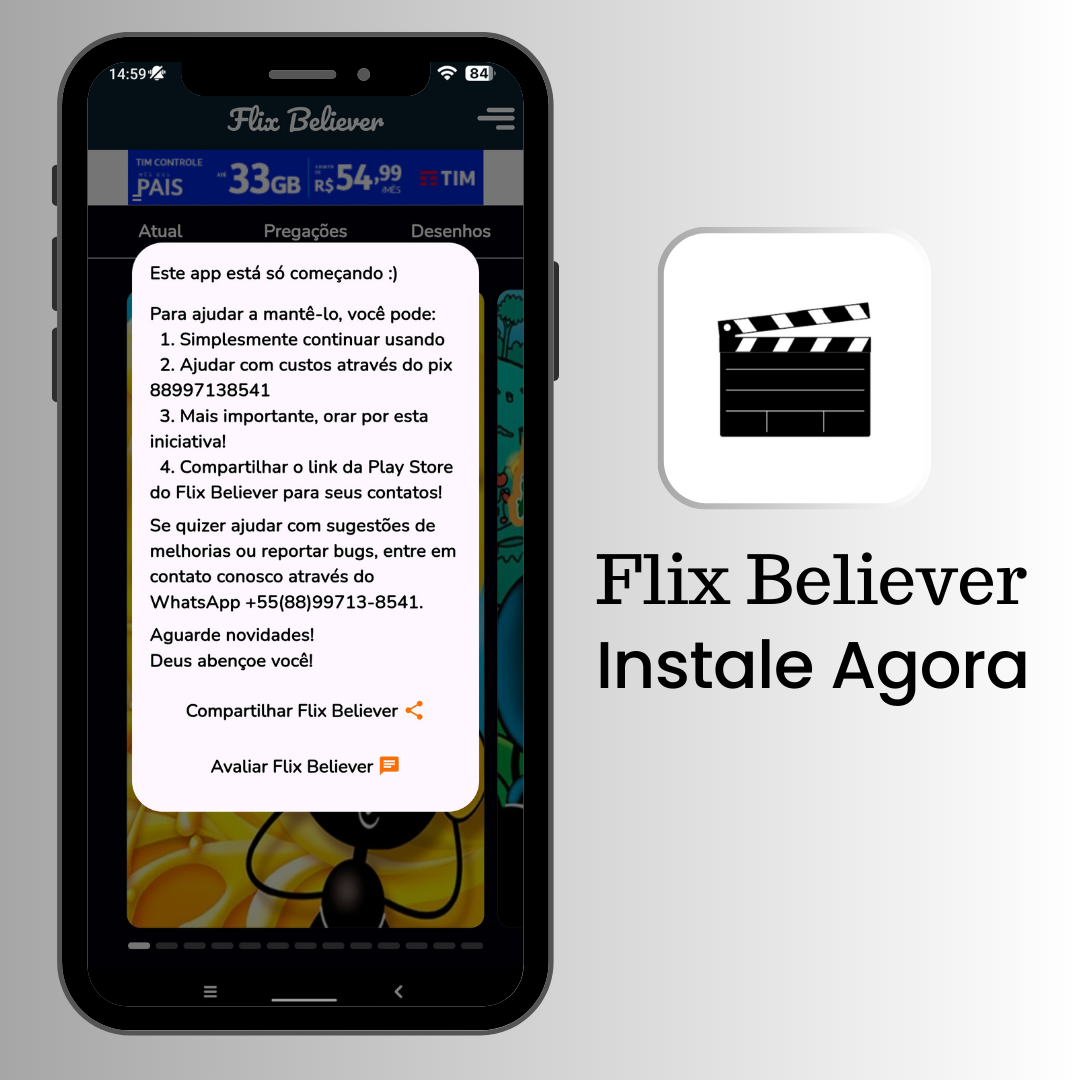 14:59
84
Flix Believer
TIM CONTROLE
PAIS
ATÉ 33GB
R$54,99
/MÊS
TIM
Atual Pregações Desenhos
Este app está só começando :)
Para ajudar a mantê-lo, você pode:
1. Simplesmente continuar usando
2. Ajudar com custos através do pix
88997138541
3. Mais importante, orar por esta
iniciativa!
4. Compartilhar o link da Play Store
do Flix Believer para seus contatos!
Se quizer ajudar com sugestões de
melhorias ou reportar bugs, entre em
contato conosco através do
WhatsApp +55(88)99713-8541.
Aguarde novidades!
Deus abençoe você!
Compartilhar Flix Believer
Avaliar Flix Believer
Flix Believer
Instale Agora